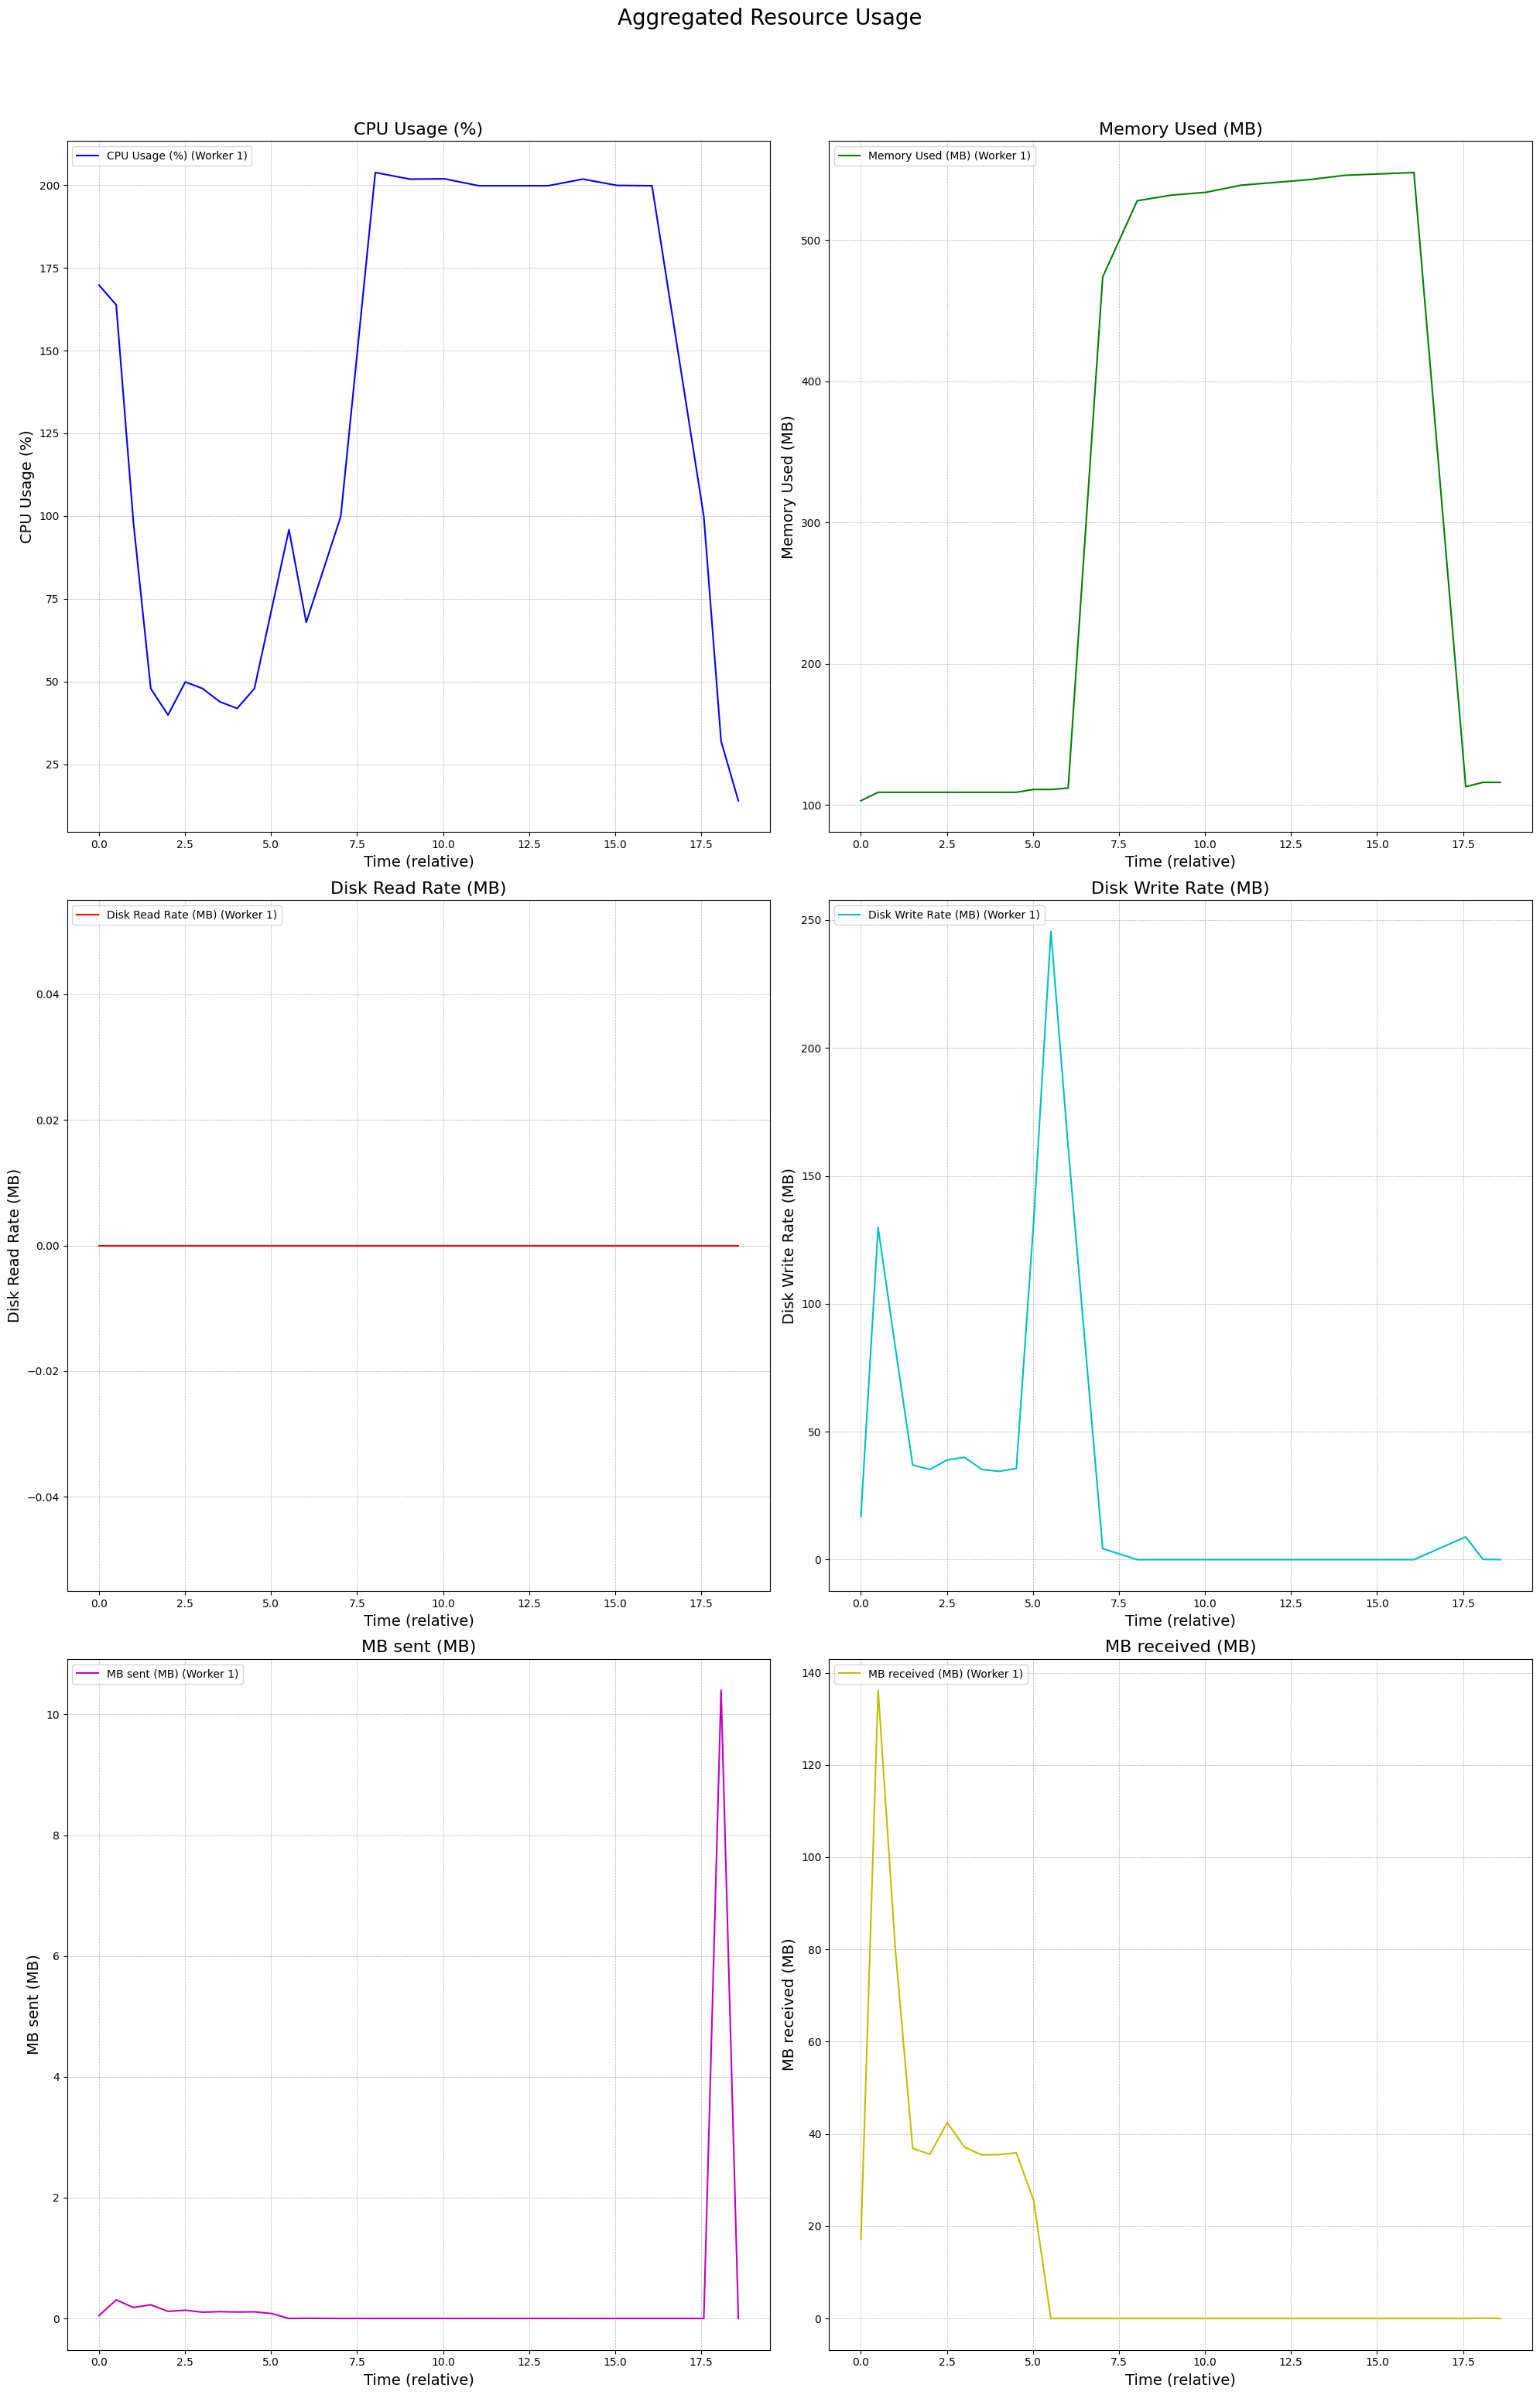 Aggregated Resource Usage
CPU Usage (%)
CPU Usage (%) (Worker 1)
200
175
150
125
100
75
50
25
CPU Usage (%)
0.0 2.5 5.0 7.5 10.0 12.5 15.0 17.5
Time (relative)
Memory Used (MB)
Memory Used (MB) (Worker 1)
500
400
300
200
100
Memory Used (MB)
0.0 2.5 5.0 7.5 10.0 12.5 15.0 17.5
Time (relative)
Disk Read Rate (MB)
Disk Read Rate (MB) (Worker 1)
0.04
0.02
0.00
−0.02
−0.04
Disk Read Rate (MB)
0.0 2.5 5.0 7.5 10.0 12.5 15.0 17.5
Time (relative)
Disk Write Rate (MB)
Disk Write Rate (MB) (Worker 1)
250
200
150
100
50
0
Disk Write Rate (MB)
0.0 2.5 5.0 7.5 10.0 12.5 15.0 17.5
Time (relative)
MB sent (MB)
MB sent (MB) (Worker 1)
10
8
6
4
2
0
MB sent (MB)
0.0 2.5 5.0 7.5 10.0 12.5 15.0 17.5
Time (relative)
MB received (MB)
MB received (MB) (Worker 1)
140
120
100
80
60
40
20
0
MB received (MB)
0.0 2.5 5.0 7.5 10.0 12.5 15.0 17.5
Time (relative)